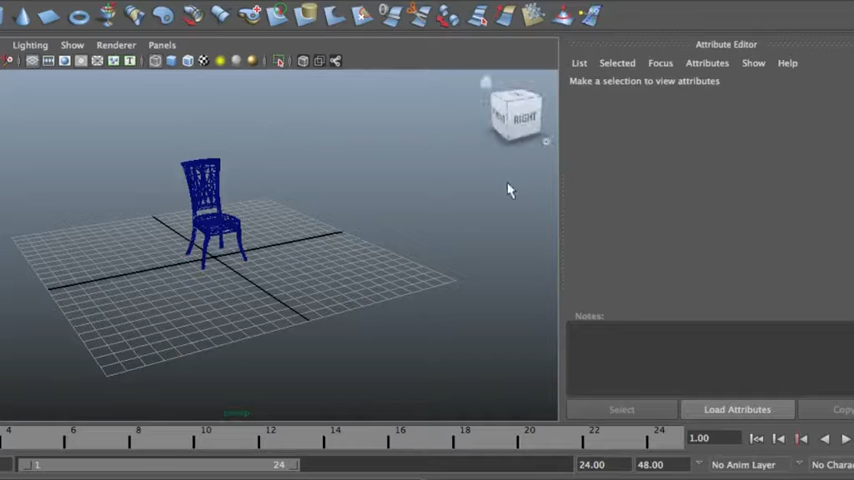 Lighting Show Renderer Panels
Attribute Editor
List Selected Focus Attributes Show Help
Make a selection to view attributes
RIGHT
persp
Notes:
Select Load Attributes Copy
4 6 8 10 12 14 16 18 20 22 24
1.00
1 24
24.00 48.00 No Anim Layer No Chara